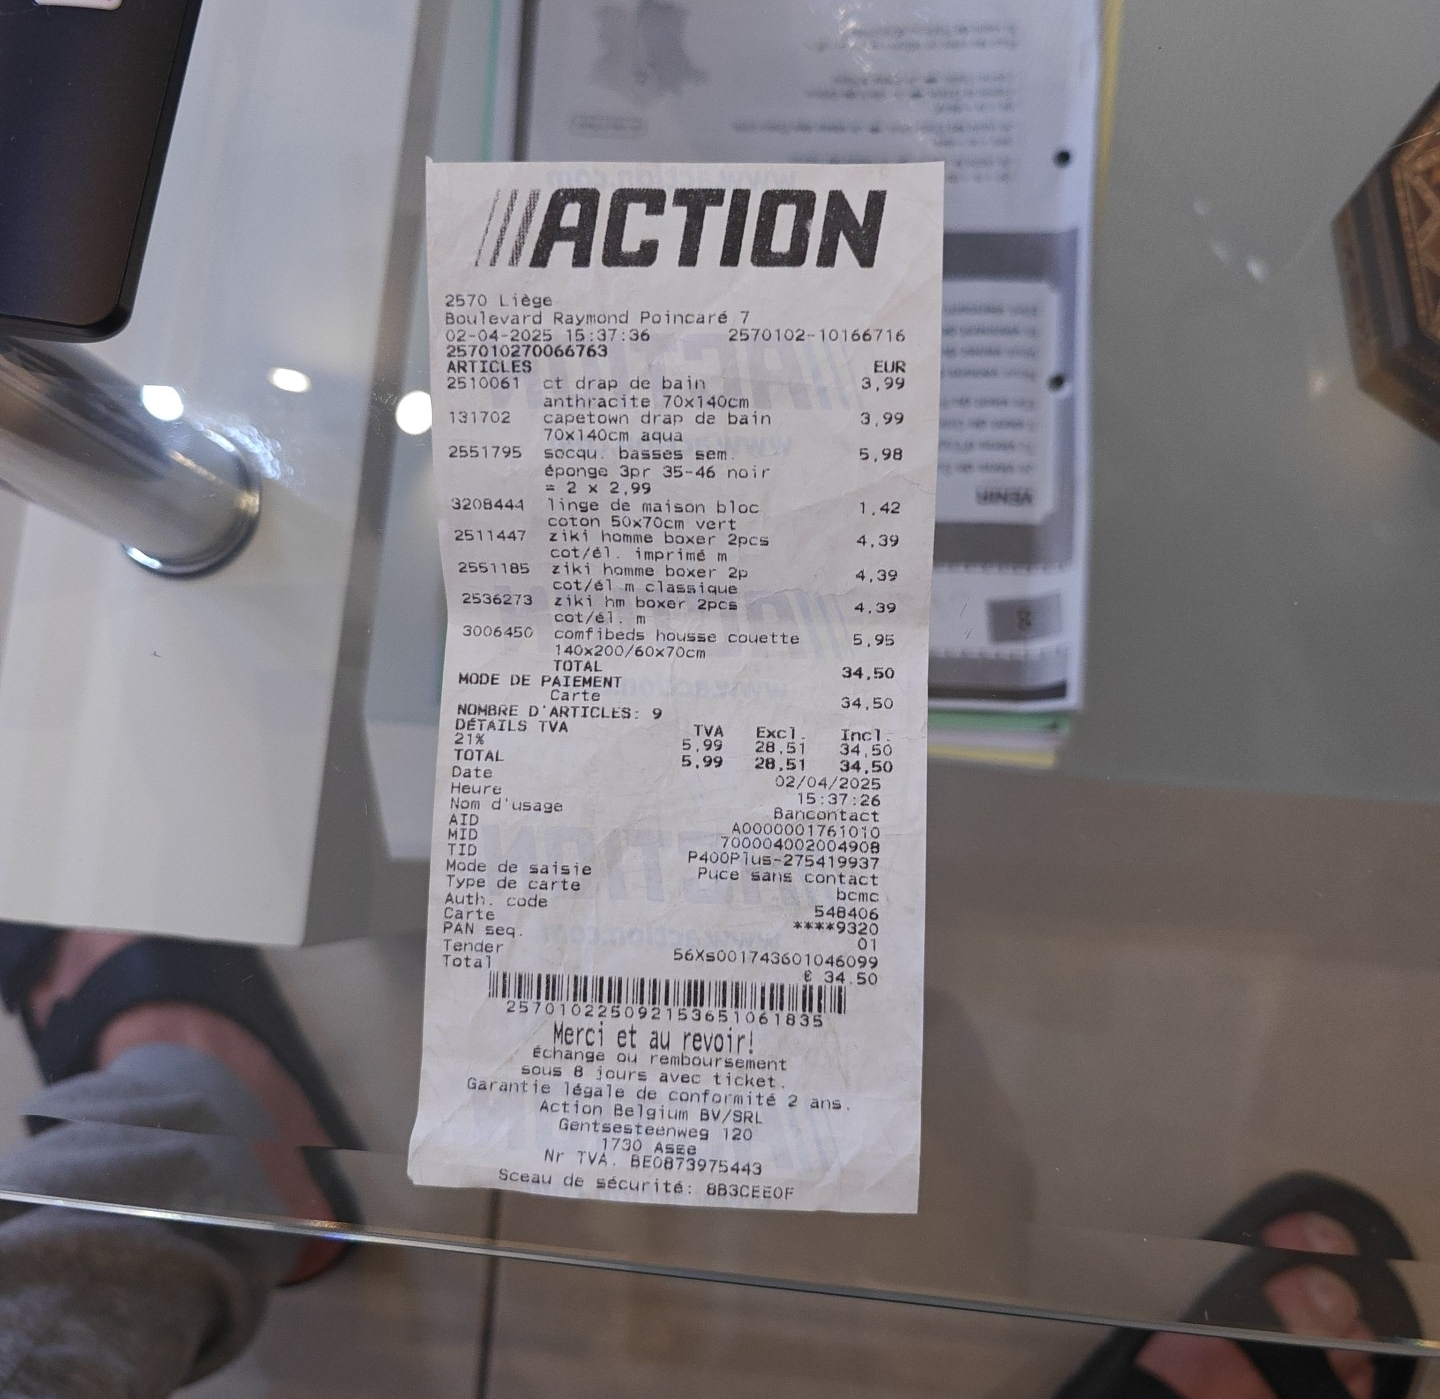 ///ACTION
2570 Liège
Boulevard Raymond Poincaré 7
02-04-2025 15:37:36 2570102-10166716
257010270066763
ARTICLES EUR
2510061 ct drap de bain 3,99
anthracite 70x140cm
131702 capetown drap de bain 3,99
70x140cm aqua
2551795 socqu. basses sem. 5,98
éponge 3pr 35-46 noir
= 2 x 2,99
3208444 linge de maison bloc 1,42
coton 50x70cm vert
2511447 ziki homme boxer 2pcs 4,39
cot/él. imprimé m
2551185 ziki homme boxer 2p 4,39
cot/él m classique
2536273 ziki hm boxer 2pcs 4,39
cot/él. m
3006450 comfibeds housse couette 5,95
140x200/60x70cm
TOTAL 34,50
MODE DE PAIEMENT
Carte 34,50
NOMBRE D'ARTICLES: 9
DÉTAILS TVA TVA Excl. Incl.
21% 5,99 28,51 34,50
TOTAL 5,99 28,51 34,50
Date 02/04/2025
Heure 15:37:26
Nom d'usage Bancontact
AID A0000001761010
MID 700004002004908
TID P400Plus-275419937
Mode de saisie Puce sans contact
Type de carte bcmc
Auth. code 548406
Carte ****9320
PAN seq. 01
Tender 56Xs001743601046099
Total € 34.50
257010225092153651061835
Merci et au revoir!
Échange ou remboursement
sous 8 jours avec ticket.
Garantie légale de conformité 2 ans.
Action Belgium BV/SRL
Gentsesteenweg 120
1730 Asse
Nr TVA. BE0873975443
Sceau de sécurité: 8B3CEE0F
VENIR